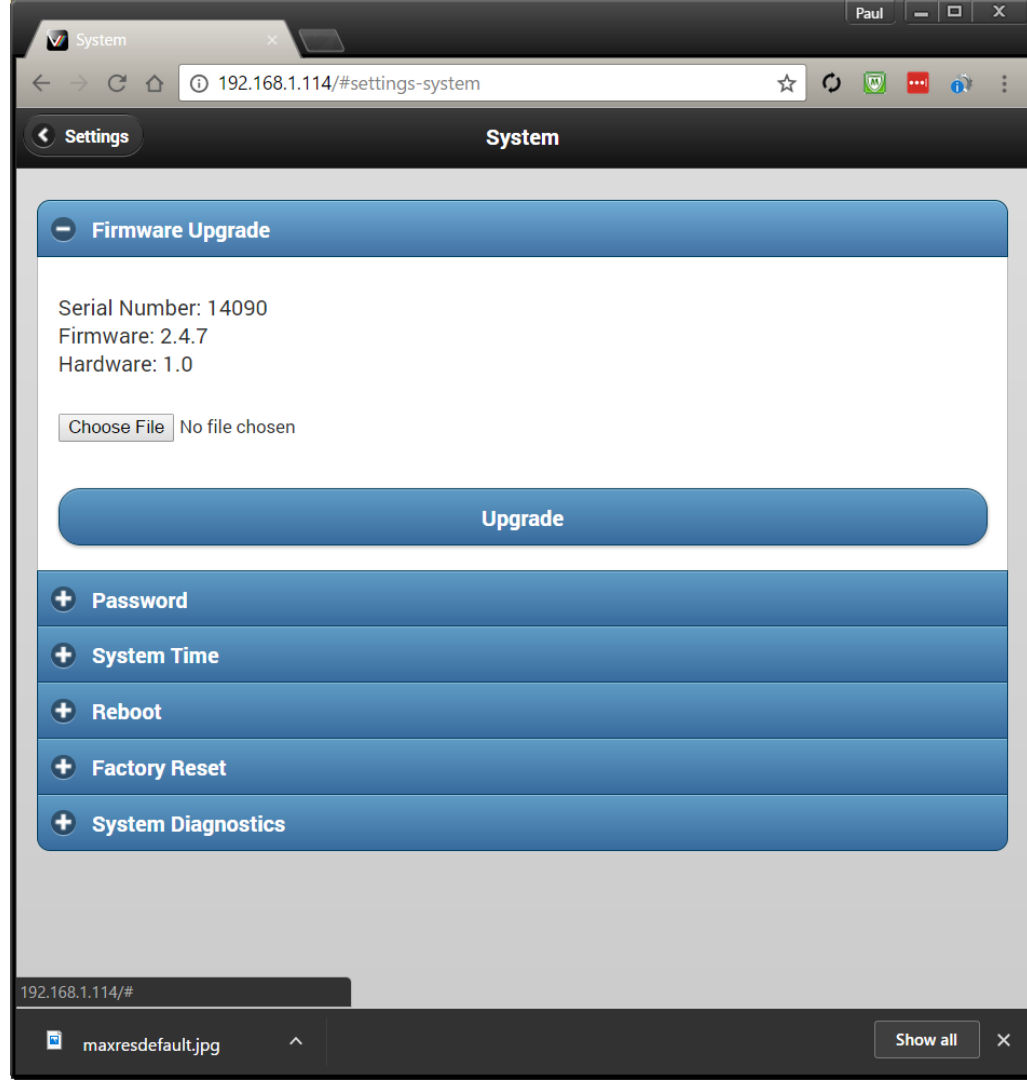 Paul
System
192.168.1.114/#settings-system
Settings
System
Firmware Upgrade
Serial Number: 14090
Firmware: 2.4.7
Hardware: 1.0
Choose File No file chosen
Upgrade
Password
System Time
Reboot
Factory Reset
System Diagnostics
192.168.1.114/#
maxresdefault.jpg
Show all